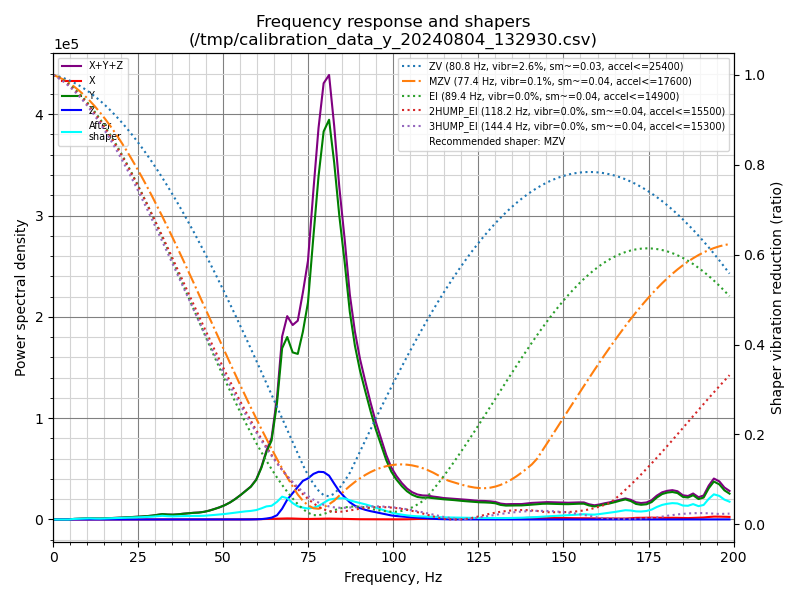 Frequency response and shapers
(/tmp/calibration_data_y_20240804_132930.csv)
1e5
X+Y+Z
X
Y
Z
After
shaper
ZV (80.8 Hz, vibr=2.6%, sm~=0.03, accel<=25400)
MZV (77.4 Hz, vibr=0.1%, sm~=0.04, accel<=17600)
EI (89.4 Hz, vibr=0.0%, sm~=0.04, accel<=14900)
2HUMP_EI (118.2 Hz, vibr=0.0%, sm~=0.04, accel<=15500)
3HUMP_EI (144.4 Hz, vibr=0.0%, sm~=0.04, accel<=15300)
Recommended shaper: MZV
Power spectral density
4
3
2
1
0
1.0
0.8
0.6
0.4
0.2
0.0
Shaper vibration reduction (ratio)
0 25 50 75 100 125 150 175 200
Frequency, Hz